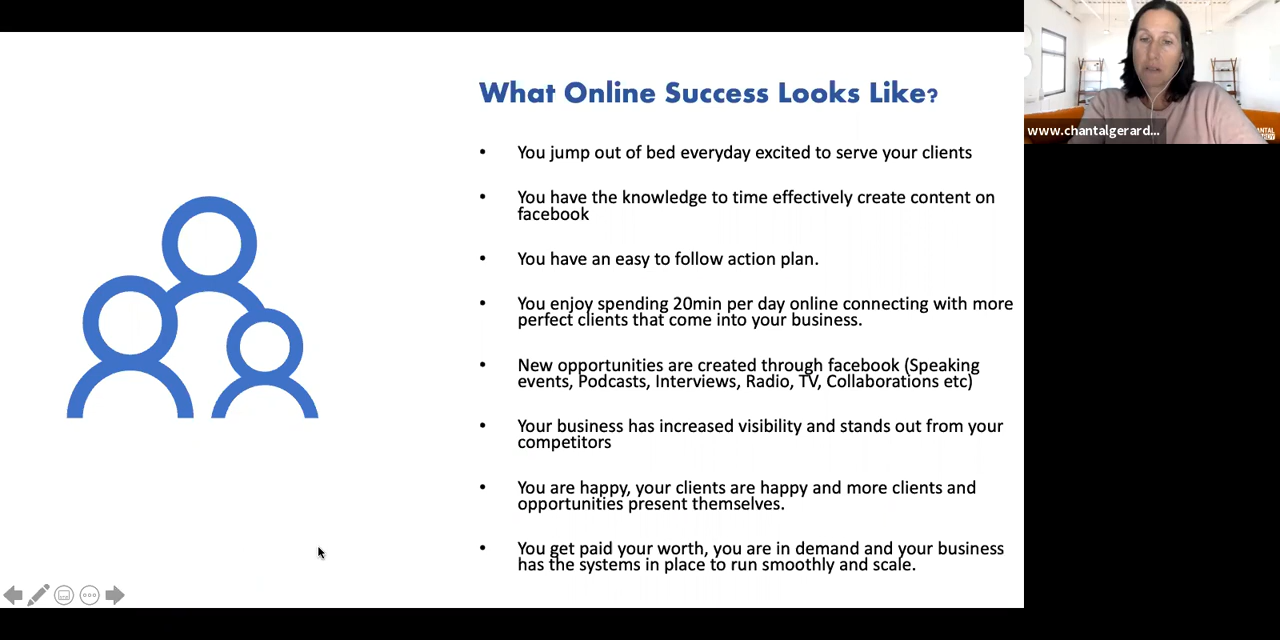 What Online Success Looks Like?
• You jump out of bed everyday excited to serve your clients
• You have the knowledge to time effectively create content on
facebook
• You have an easy to follow action plan.
• You enjoy spending 20min per day online connecting with more
perfect clients that come into your business.
• New opportunities are created through facebook (Speaking
events, Podcasts, Interviews, Radio, TV, Collaborations etc)
• Your business has increased visibility and stands out from your
competitors
• You are happy, your clients are happy and more clients and
opportunities present themselves.
• You get paid your worth, you are in demand and your business
has the systems in place to run smoothly and scale.
www.chantalgerard...